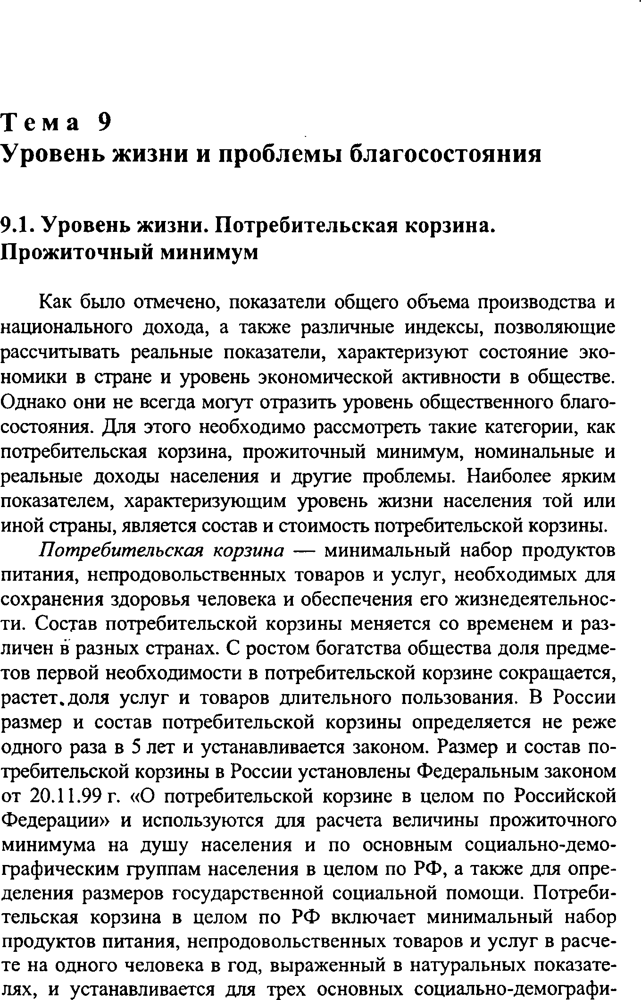 Тема 9
Уровень жизни и проблемы благосостояния
9.1. Уровень жизни. Потребительская корзина.
Прожиточный минимум
Как было отмечено, показатели общего объема производства и
национального дохода, а также различные индексы, позволяющие
рассчитывать реальные показатели, характеризуют состояние эко-
номики в стране и уровень экономической активности в обществе.
Однако они не всегда могут отразить уровень общественного благо-
состояния. Для этого необходимо рассмотреть такие категории, как
потребительская корзина, прожиточный минимум, номинальные и
реальные доходы населения и другие проблемы. Наиболее ярким
показателем, характеризующим уровень жизни населения той или
иной страны, является состав и стоимость потребительской корзины.
Потребительская корзина — минимальный набор продуктов
питания, непродовольственных товаров и услуг, необходимых для
сохранения здоровья человека и обеспечения его жизнедеятельнос-
ти. Состав потребительской корзины меняется со временем и раз-
личен в разных странах. С ростом богатства общества доля предме-
тов первой необходимости в потребительской корзине сокращается,
растет доля услуг и товаров длительного пользования. В России
размер и состав потребительской корзины определяется не реже
одного раза в 5 лет и устанавливается законом. Размер и состав по-
требительской корзины в России установлены Федеральным законом
от 20.11.99 г. «О потребительской корзине в целом по Российской
Федерации» и используются для расчета величины прожиточного
минимума на душу населения и по основным социально-демо-
графическим группам населения в целом по РФ, а также для опре-
деления размеров государственной социальной помощи. Потреби-
тельская корзина в целом по РФ включает минимальный набор
продуктов питания, непродовольственных товаров и услуг в расче-
те на одного человека в год, выраженный в натуральных показате-
лях, и устанавливается для трех основных социально-демографи-